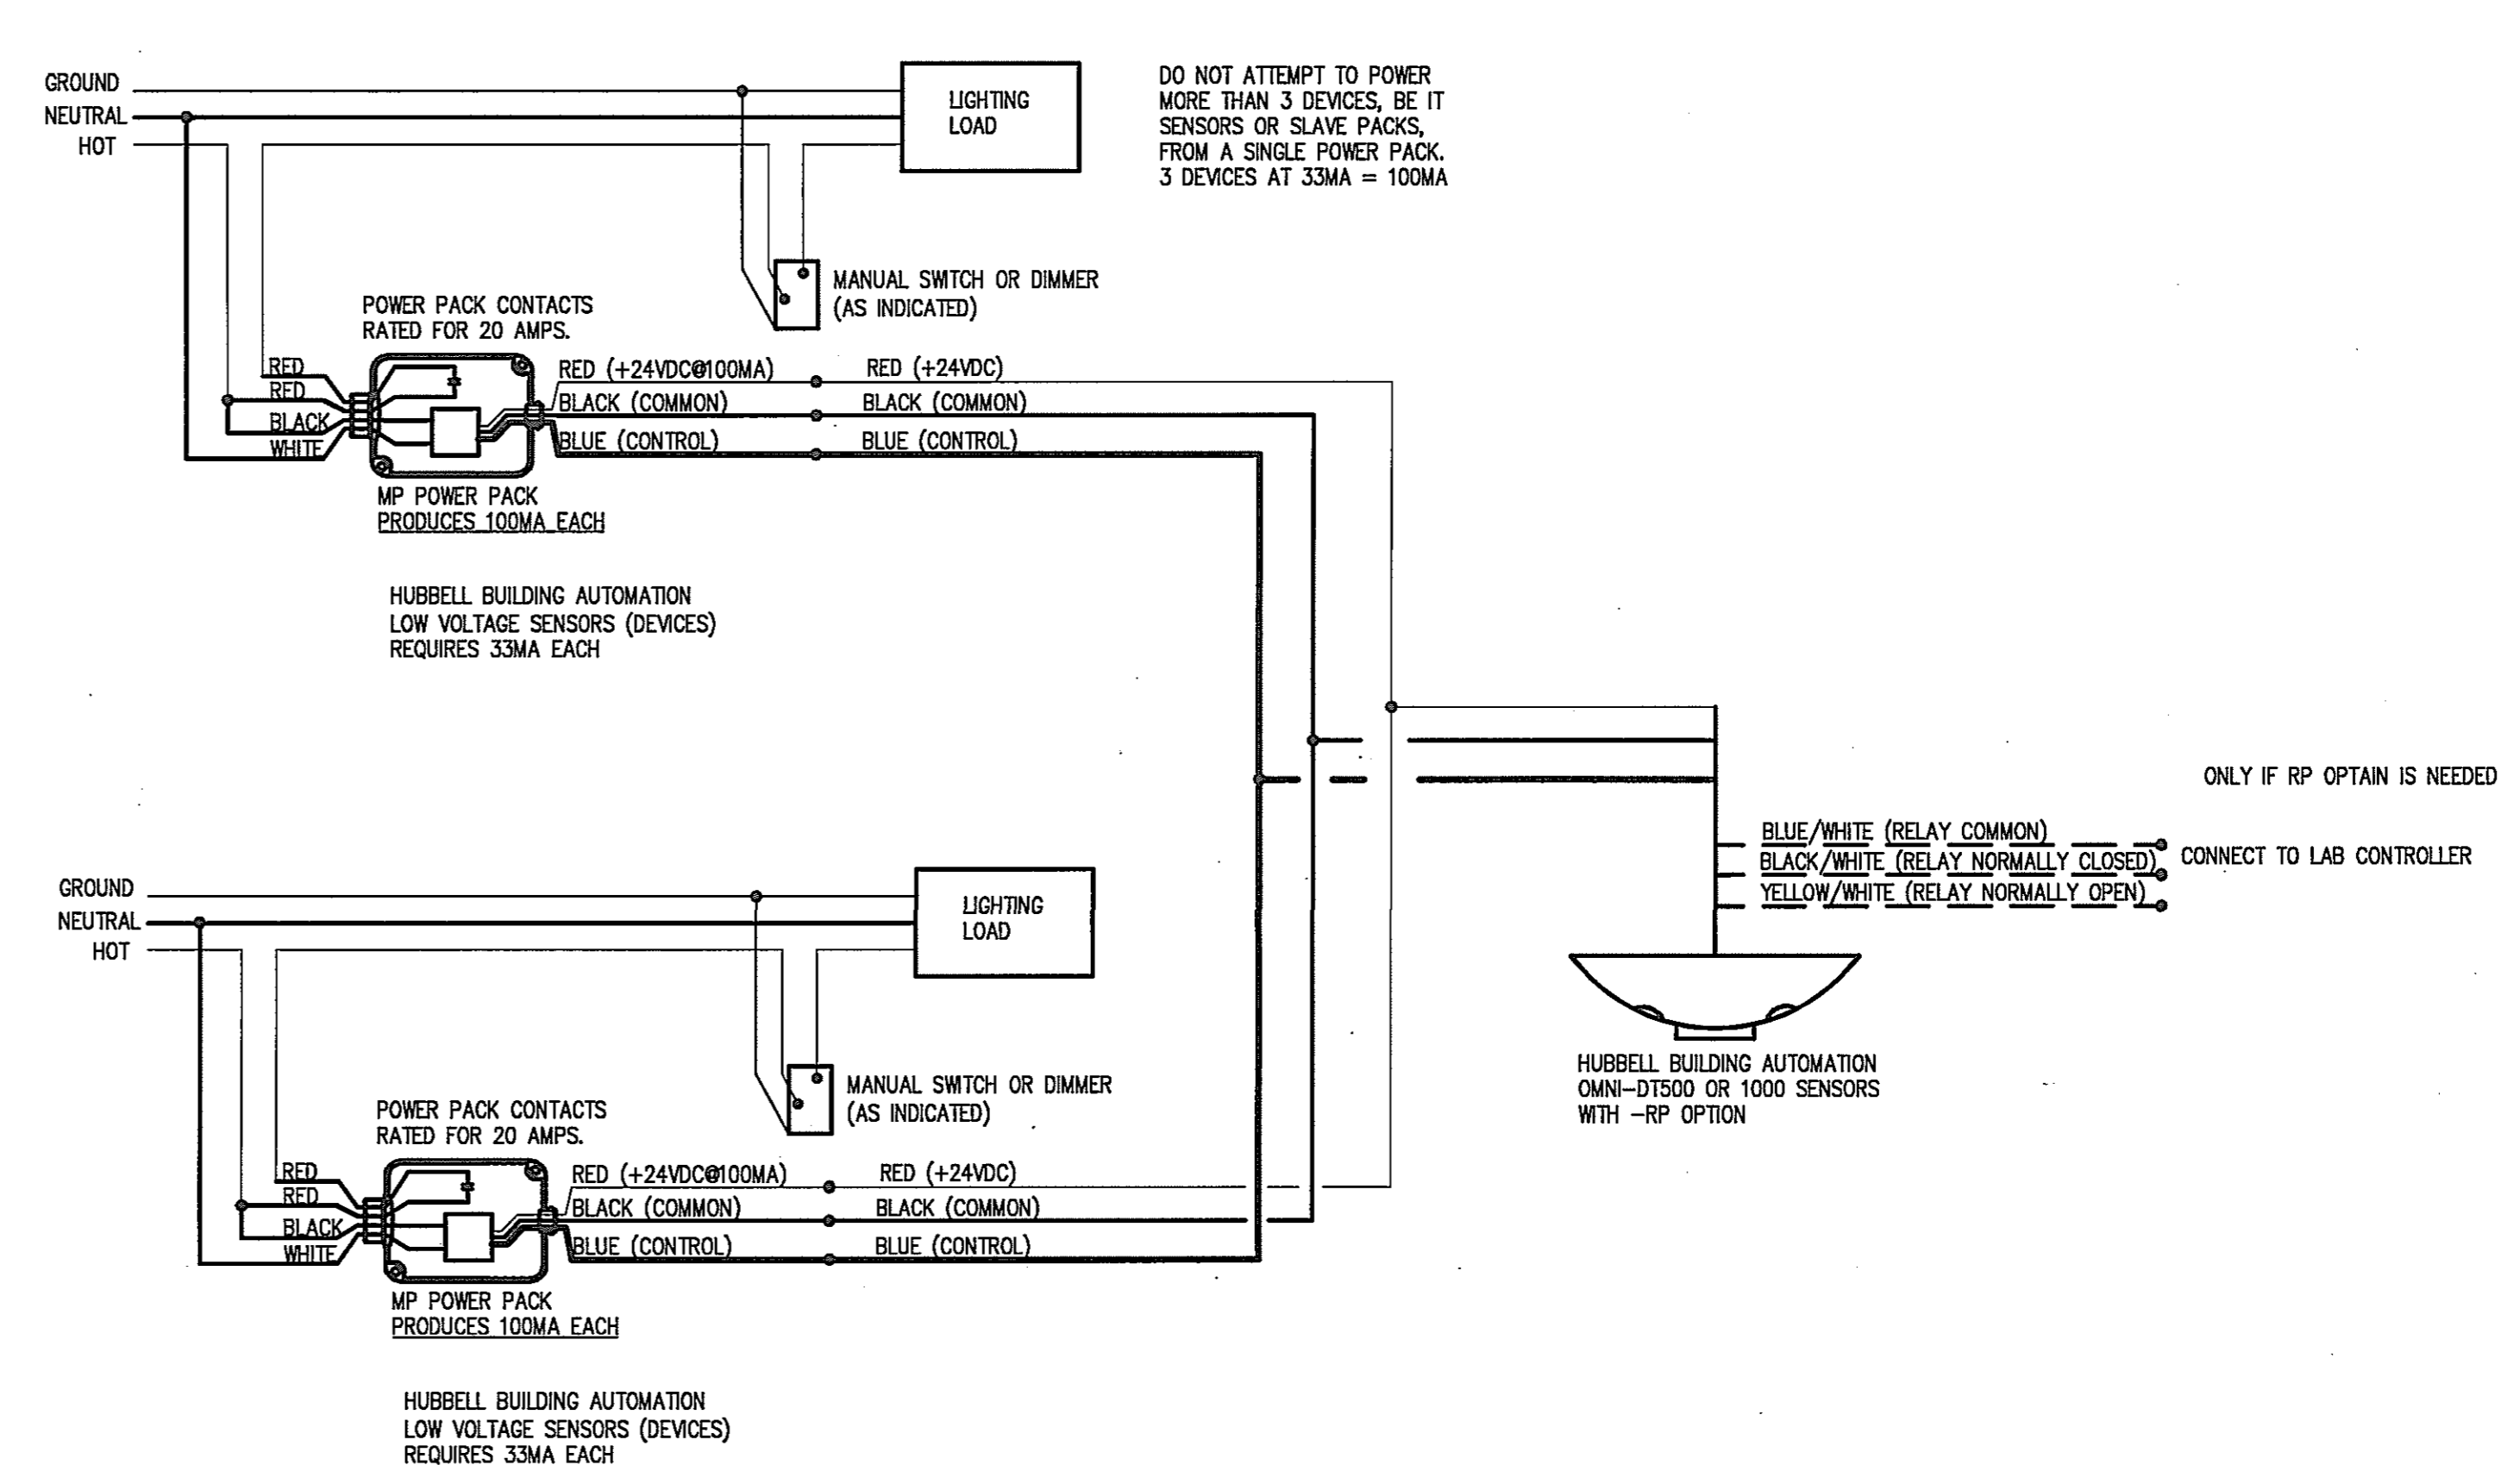 GROUND
NEUTRAL
HOT
LIGHTING
LOAD
DO NOT ATTEMPT TO POWER
MORE THAN 3 DEVICES, BE IT
SENSORS OR SLAVE PACKS,
FROM A SINGLE POWER PACK.
3 DEVICES AT 33MA = 100MA
MANUAL SWITCH OR DIMMER
(AS INDICATED)
POWER PACK CONTACTS
RATED FOR 20 AMPS.
RED
RED
BLACK
WHITE
RED (+24VDC@100MA)
BLACK (COMMON)
BLUE (CONTROL)
RED (+24VDC)
BLACK (COMMON)
BLUE (CONTROL)
MP POWER PACK
PRODUCES 100MA EACH
HUBBELL BUILDING AUTOMATION
LOW VOLTAGE SENSORS (DEVICES)
REQUIRES 33MA EACH
ONLY IF RP OPTAIN IS NEEDED
BLUE/WHITE (RELAY COMMON)
BLACK/WHITE (RELAY NORMALLY CLOSED)
YELLOW/WHITE (RELAY NORMALLY OPEN)
CONNECT TO LAB CONTROLLER
HUBBELL BUILDING AUTOMATION
OMNI-DT500 OR 1000 SENSORS
WITH -RP OPTION
GROUND
NEUTRAL
HOT
LIGHTING
LOAD
MANUAL SWITCH OR DIMMER
(AS INDICATED)
POWER PACK CONTACTS
RATED FOR 20 AMPS.
RED
RED
BLACK
WHITE
RED (+24VDC@100MA)
BLACK (COMMON)
BLUE (CONTROL)
RED (+24VDC)
BLACK (COMMON)
BLUE (CONTROL)
MP POWER PACK
PRODUCES 100MA EACH
HUBBELL BUILDING AUTOMATION
LOW VOLTAGE SENSORS (DEVICES)
REQUIRES 33MA EACH